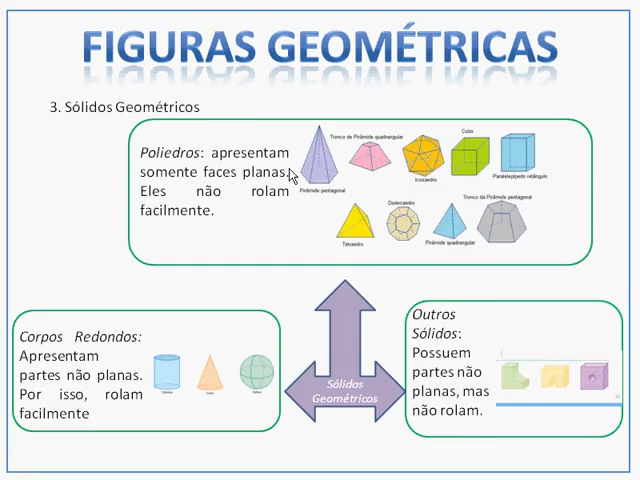 FIGURAS GEOMÉTRICAS
3. Sólidos Geométricos
Poliedros: apresentam
somente faces planas.
Eles não rolam
facilmente.
Pirâmide pentagonal
Tronco de Pirâmide quadrangular
Icosaedro
Cubo
Paralelepípedo retângulo
Tetraedro
Dodecaedro
Pirâmide quadrangular
Tronco da Pirâmide pentagonal
Corpos Redondos:
Apresentam
partes não planas.
Por isso, rolam
facilmente
Cilindro
Cone
Esfera
Sólidos
Geométricos
Outros
Sólidos:
Possuem
partes não
planas, mas
não rolam.